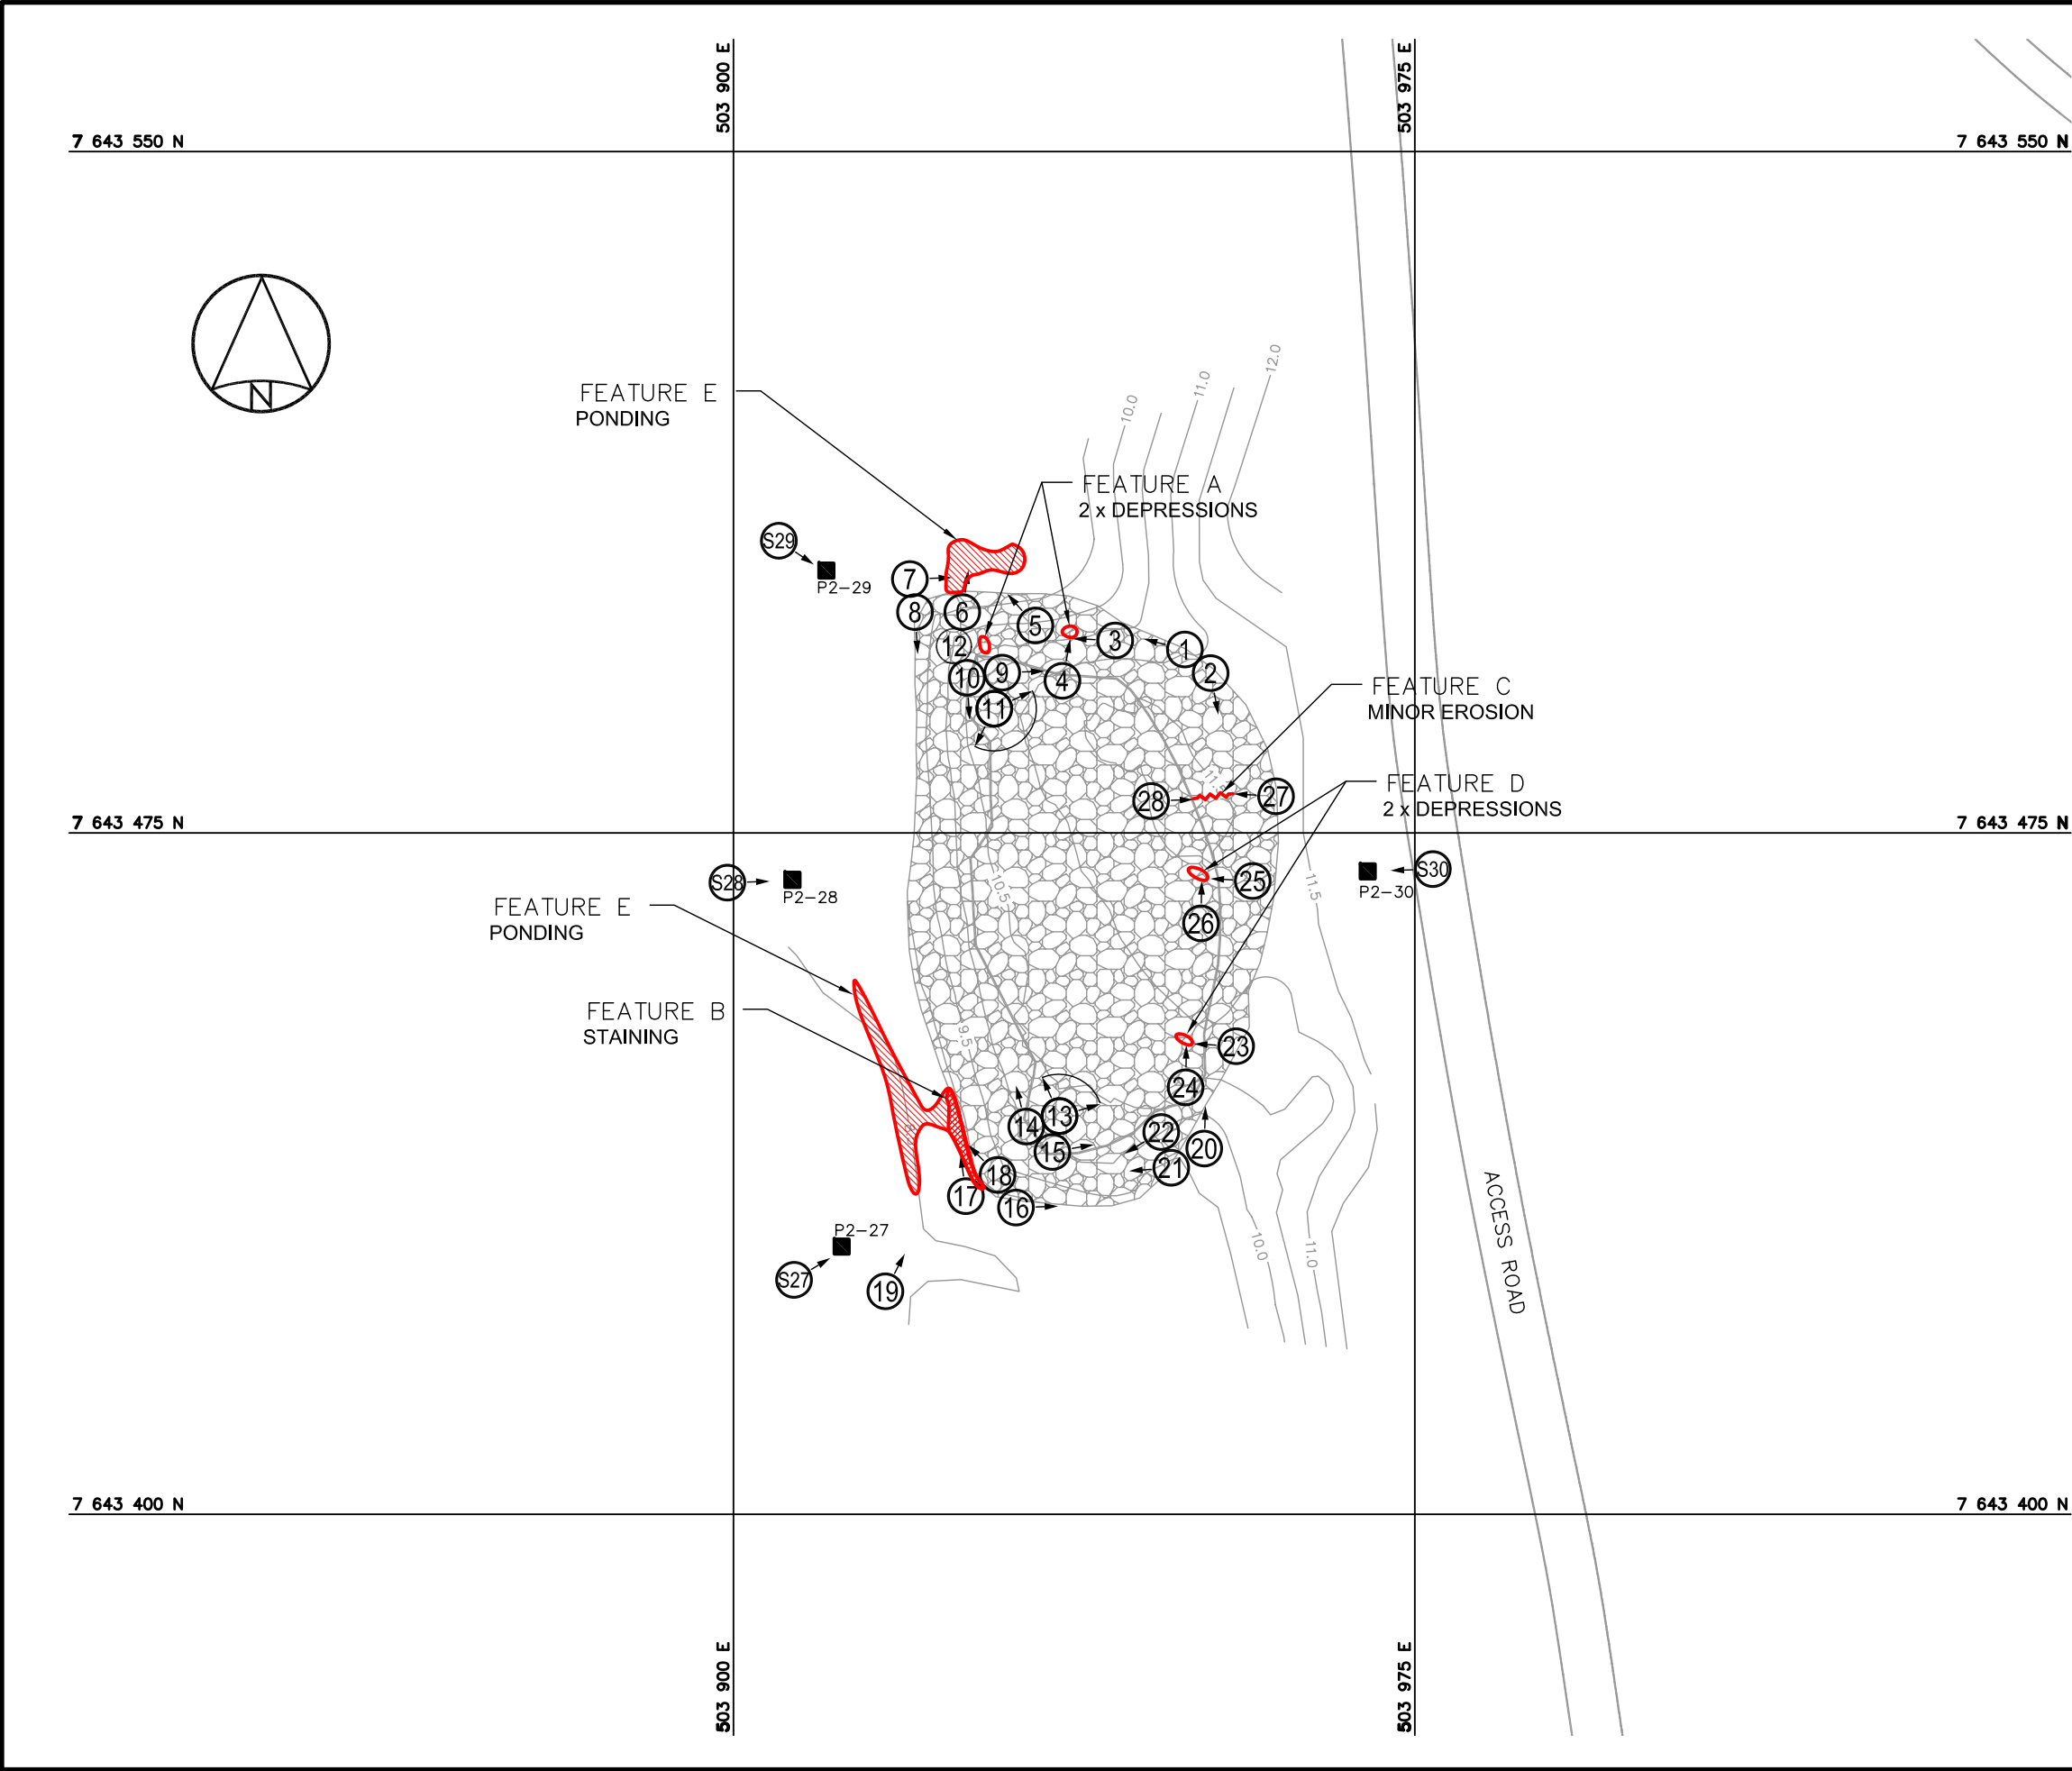 503 900 E
503 975 E
7 643 550 N
7 643 550 N
N
12.0
11.0
10.0
FEATURE E
PONDING
FEATURE A
2 x DEPRESSIONS
S29
P2-29
7
8
6
5
3
1
12
10
9
4
2
11
FEATURE C
MINOR EROSION
FEATURE D
2 x DEPRESSIONS
28
27
7 643 475 N
7 643 475 N
S28
P2-28
10.5
25
26
11.5
P2-30
S30
FEATURE E
PONDING
FEATURE B
STAINING
9.5
23
24
13
14
15
22
20
21
18
17
16
P2-27
S27
19
10.0
11.0
ACCESS ROAD
7 643 400 N
7 643 400 N
503 900 E
503 975 E